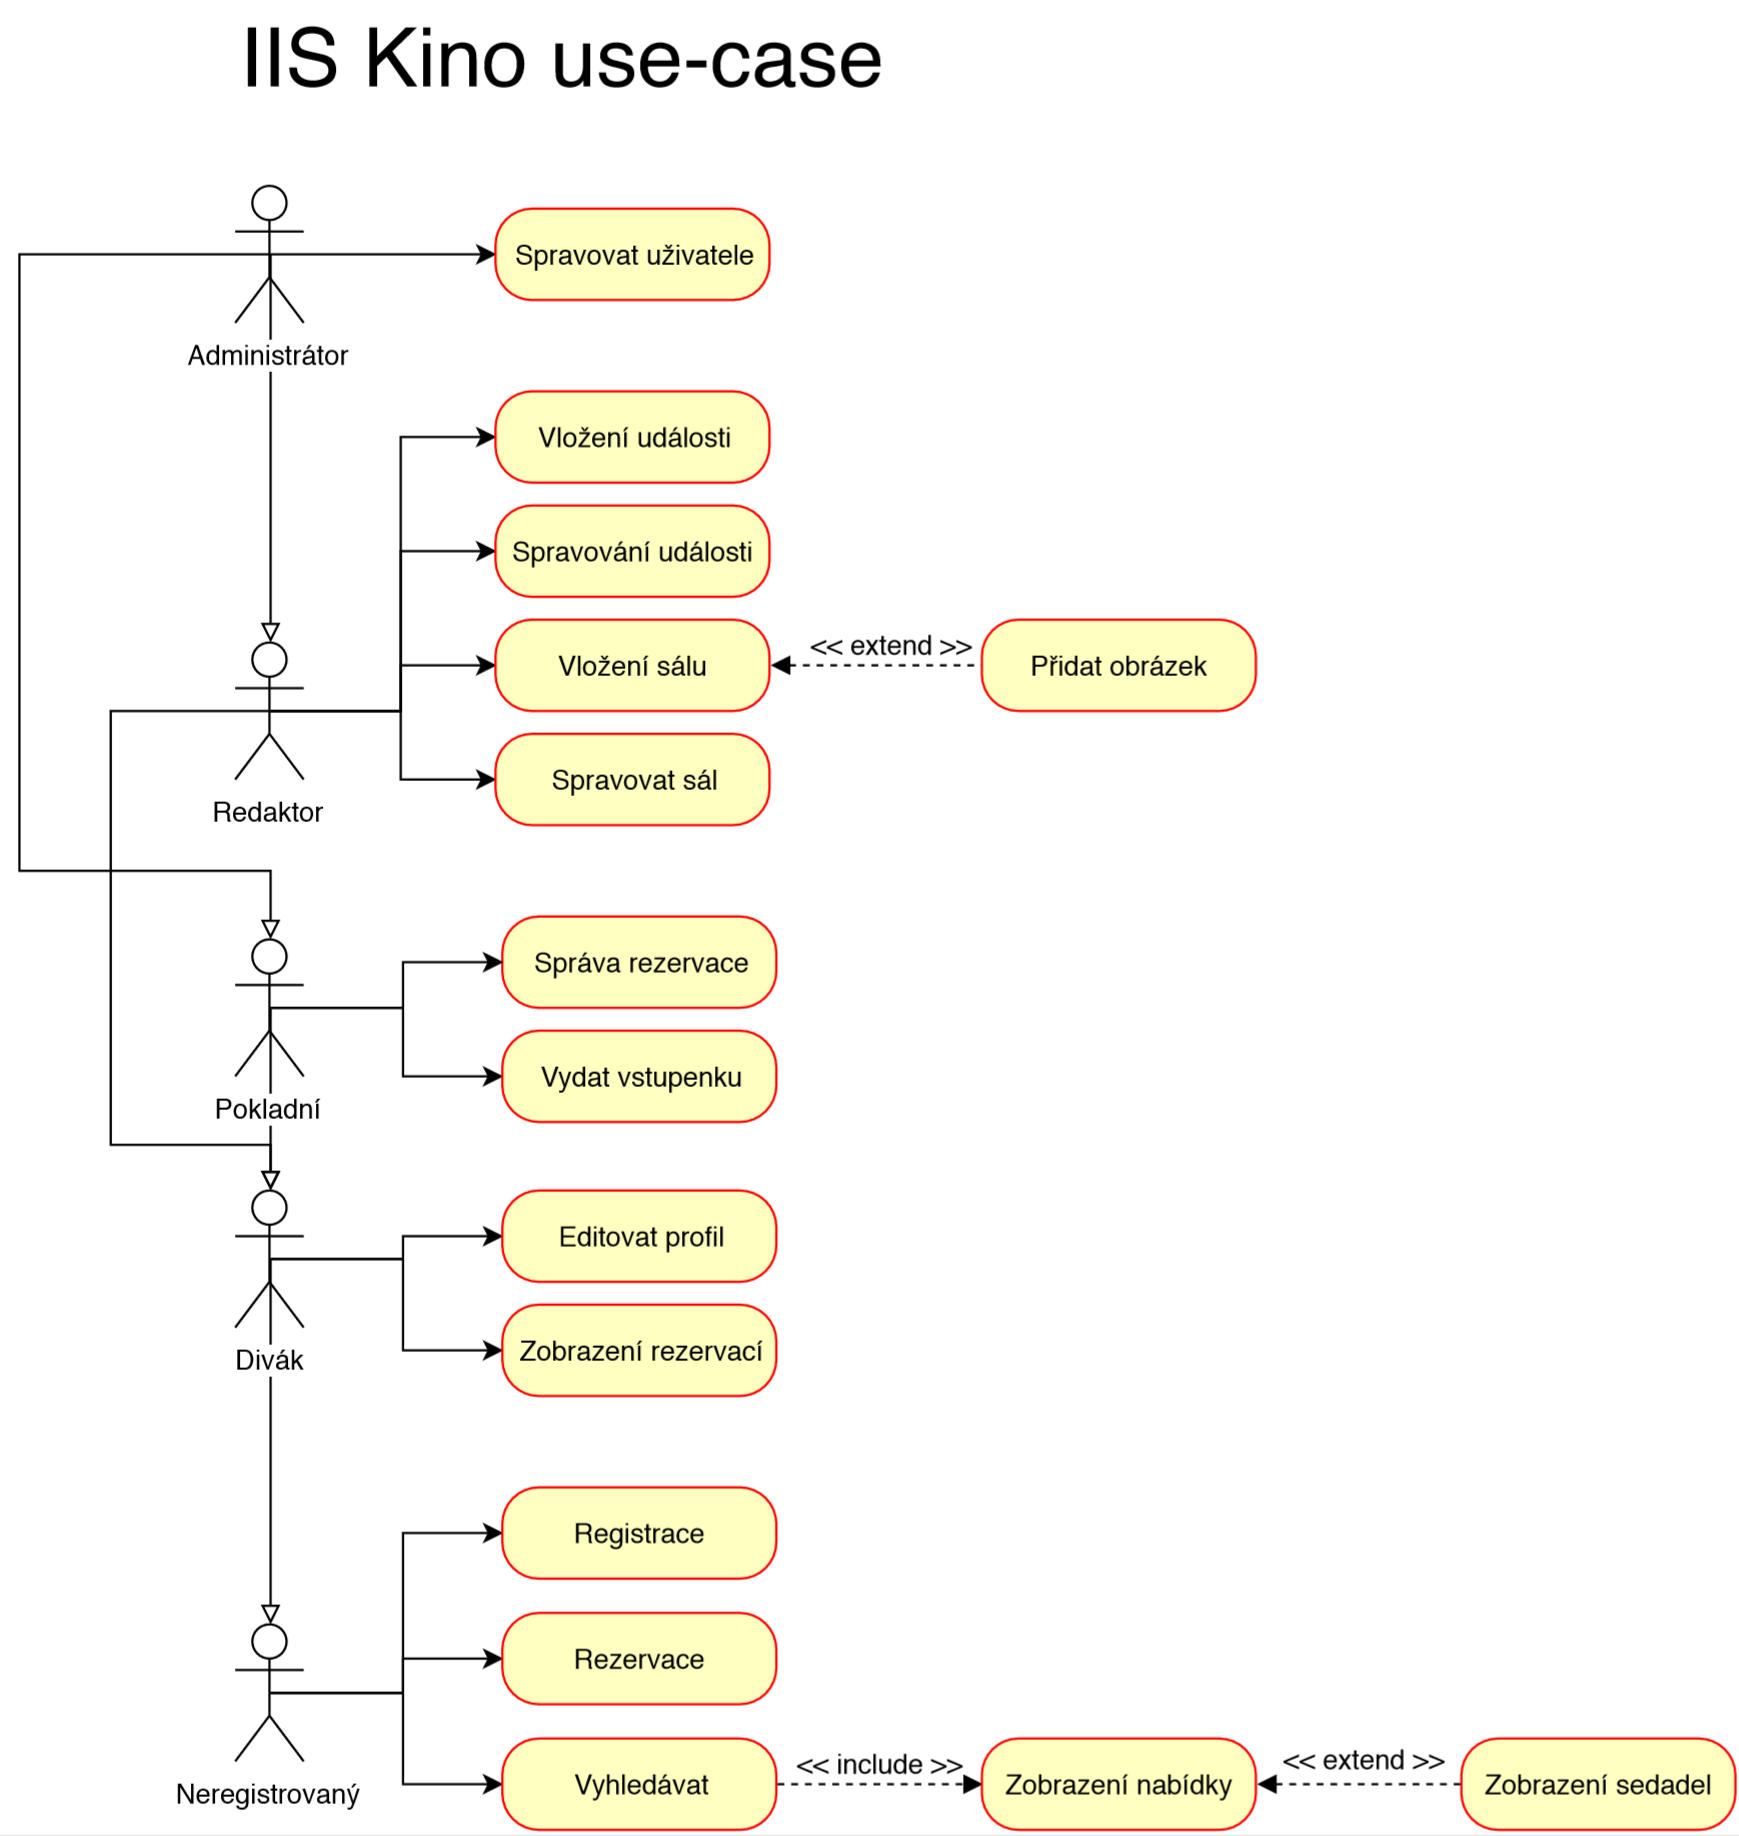 IIS Kino use-case
Spravovat uživatele
Administrátor
Vložení události
Spravování události
<< extend >>
Vložení sálu
Přidat obrázek
Spravovat sál
Redaktor
Správa rezervace
Vydat vstupenku
Pokladní
Editovat profil
Zobrazení rezervací
Divák
Registrace
Rezervace
<< include >>
<< extend >>
Neregistrovaný
Vyhledávat
Zobrazení nabídky
Zobrazení sedadel